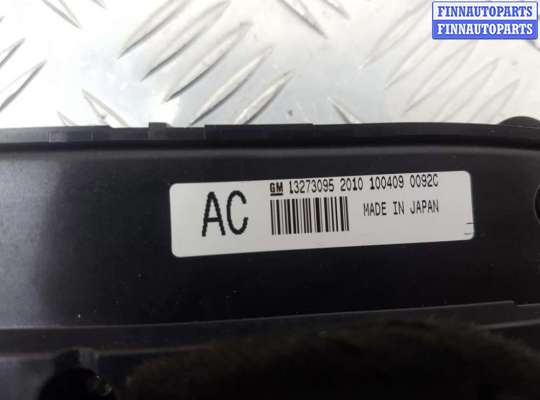 FINNAUTOPARTS
FINNAUTOPARTS
GM 13273095 2010 100409 0092C
AC
MADE IN JAPAN